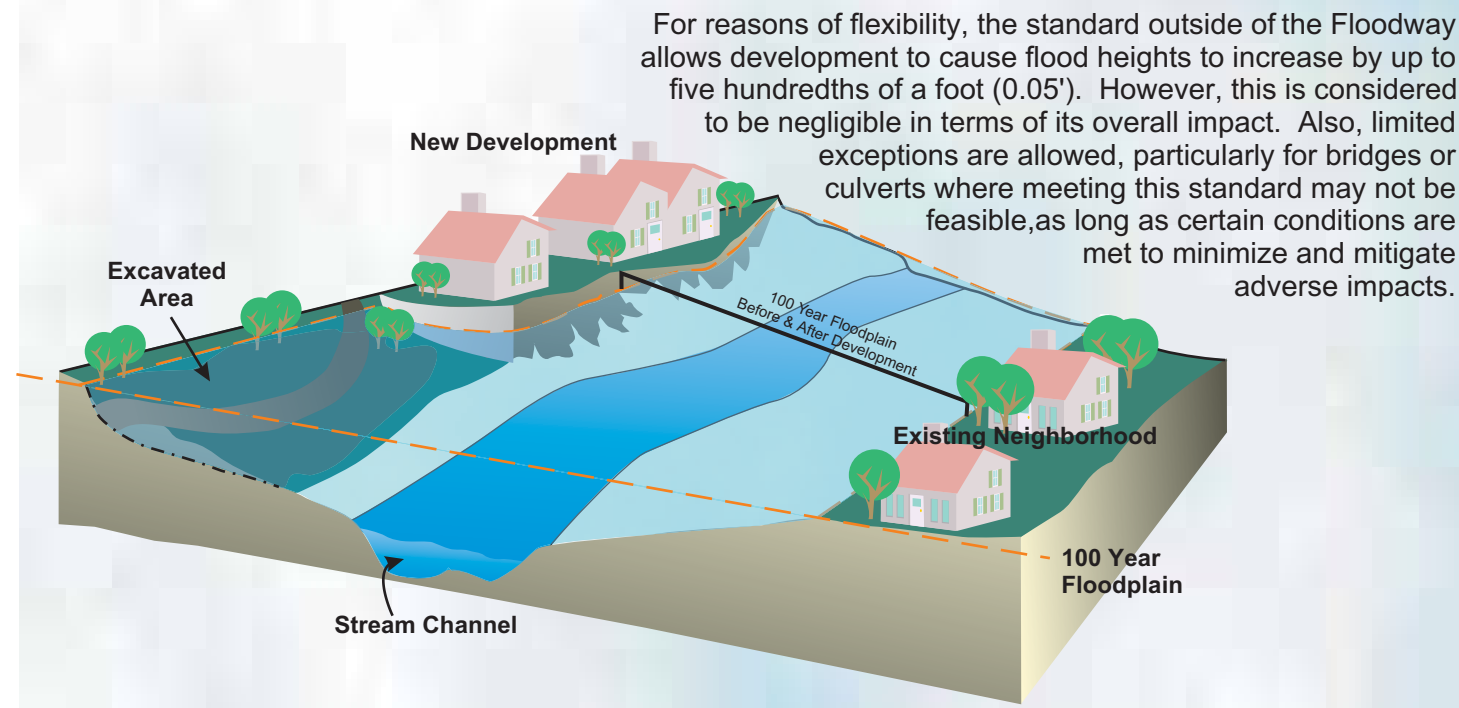 For reasons of flexibility, the standard outside of the Floodway
allows development to cause flood heights to increase by up to
five hundredths of a foot (0.05'). However, this is considered
to be negligible in terms of its overall impact. Also, limited
exceptions are allowed, particularly for bridges or
culverts where meeting this standard may not be
feasible,as long as certain conditions are
met to minimize and mitigate
adverse impacts.
New Development
Excavated
Area
100 Year Floodplain
Before & After Development
Existing Neighborhood
100 Year
Floodplain
Stream Channel